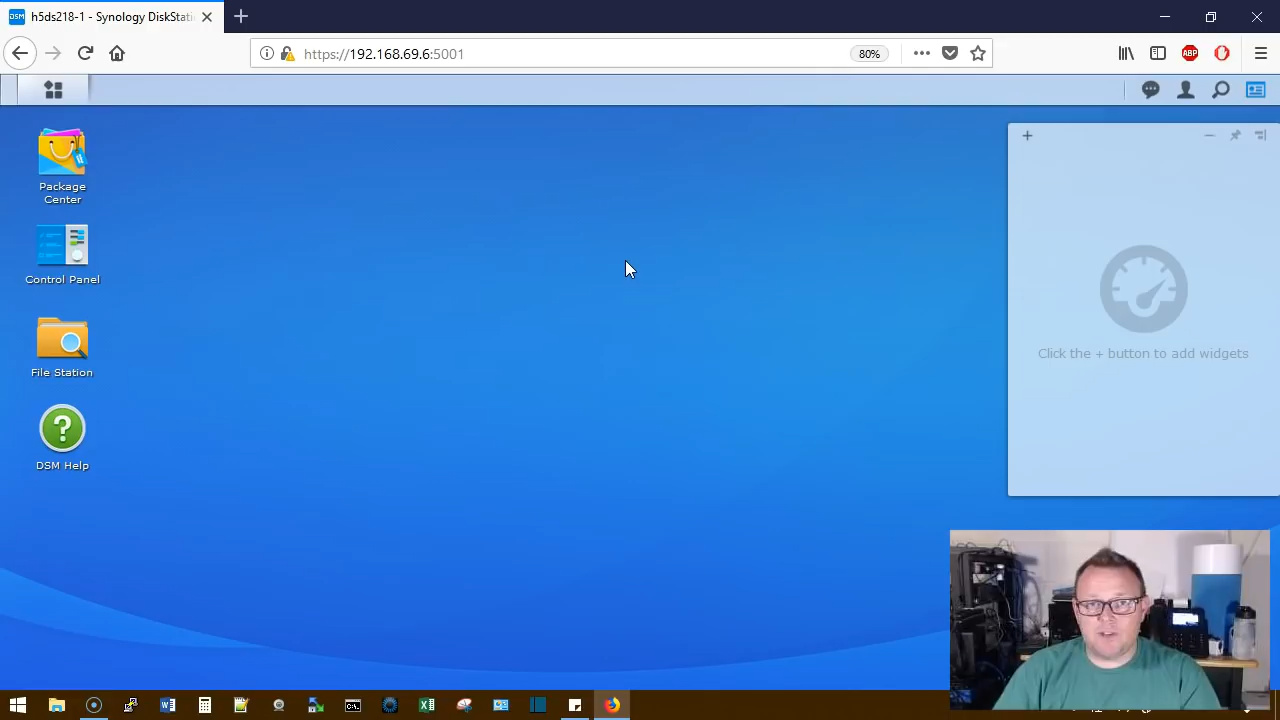 h5ds218-1 - Synology DiskStati
https://192.168.69.6:5001
80%
ABP
Package
Center
Control Panel
File Station
DSM Help
Click the + button to add widgets